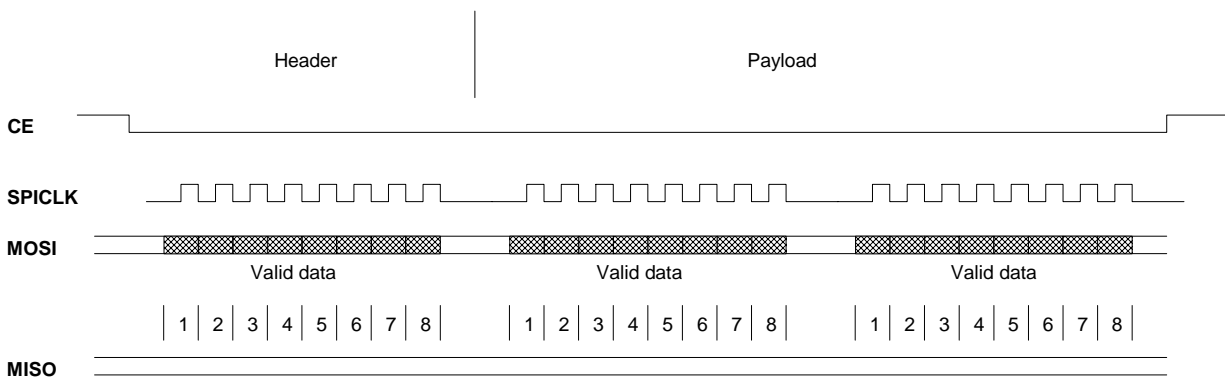 Header Payload
CE
SPICLK
MOSI
Valid data Valid data Valid data
1 2 3 4 5 6 7 8 1 2 3 4 5 6 7 8 1 2 3 4 5 6 7 8
MISO